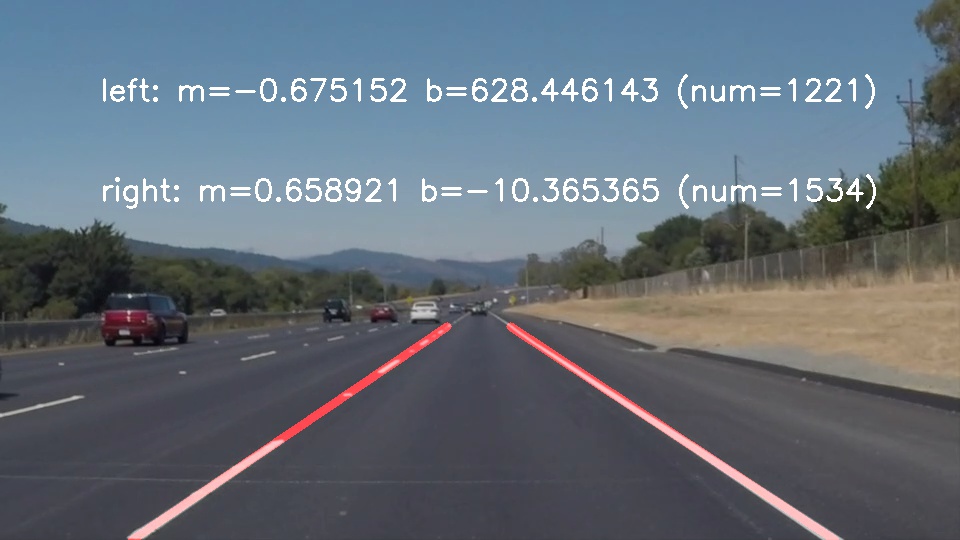 left: m=-0.675152 b=628.446143 (num=1221)
right: m=0.658921 b=-10.365365 (num=1534)